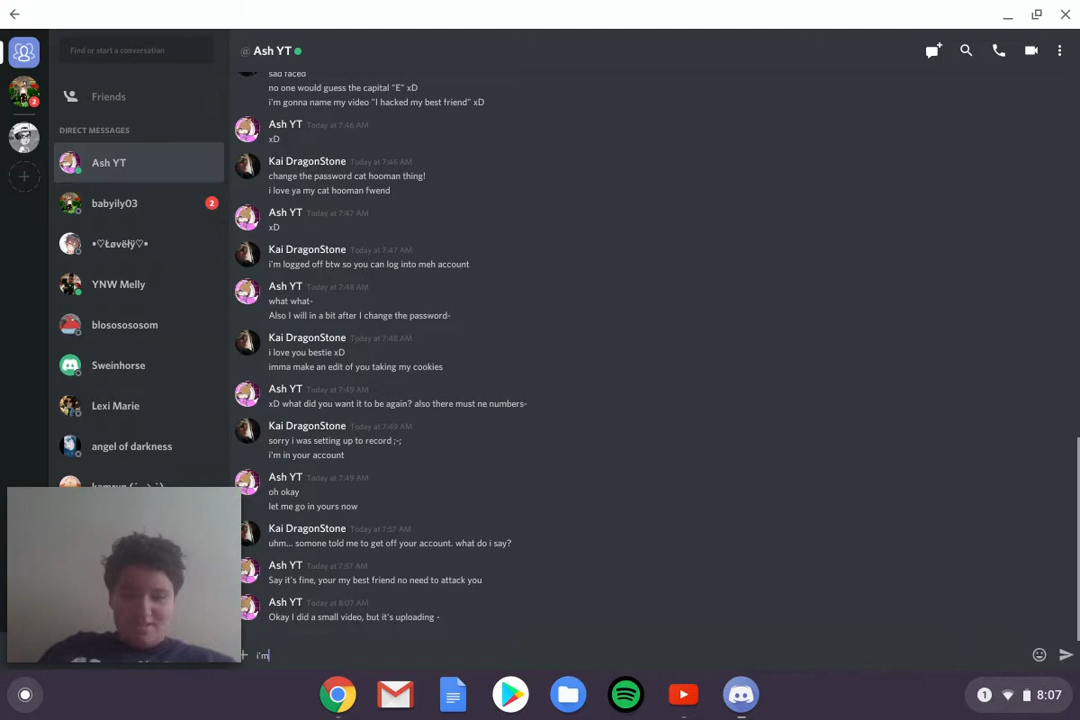 Find or start a conversation
@ Ash YT
Friends
DIRECT MESSAGES
Ash YT
babyily03
2
2
•♡Łøvëłÿ♡•
YNW Melly
blososososom
Sweinhorse
Lexi Marie
angel of darkness
sad faced
no one would guess the capital "E" xD
i'm gonna name my video "I hacked my best friend" xD
Ash YT Today at 7:46 AM
xD
Kai DragonStone Today at 7:46 AM
change the password cat hooman thing!
i love ya my cat hooman fwend
Ash YT Today at 7:47 AM
xD
Kai DragonStone Today at 7:47 AM
i'm logged off btw so you can log into meh account
Ash YT Today at 7:48 AM
what what-
Also I will in a bit after I change the password-
Kai DragonStone Today at 7:48 AM
i love you bestie xD
imma make an edit of you taking my cookies
Ash YT Today at 7:49 AM
xD what did you want it to be again? also there must ne numbers-
Kai DragonStone Today at 7:49 AM
sorry i was setting up to record ;-;
i'm in your account
Ash YT Today at 7:49 AM
oh okay
let me go in yours now
Kai DragonStone Today at 7:57 AM
uhm... somone told me to get off your account. what do i say?
Ash YT Today at 7:57 AM
Say it's fine, your my best friend no need to attack you
Ash YT Today at 8:07 AM
Okay I did a small video, but it's uploading -
i'm
1
8:07